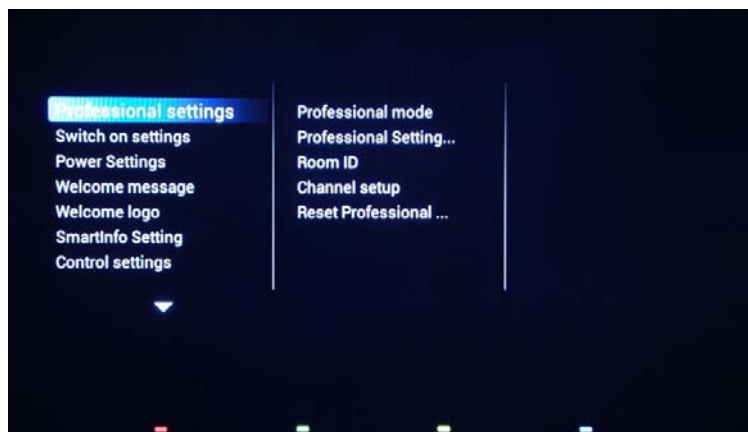 Professional settings
Switch on settings
Power Settings
Welcome message
Welcome logo
SmartInfo Setting
Control settings
Professional mode
Professional Setting...
Room ID
Channel setup
Reset Professional ...